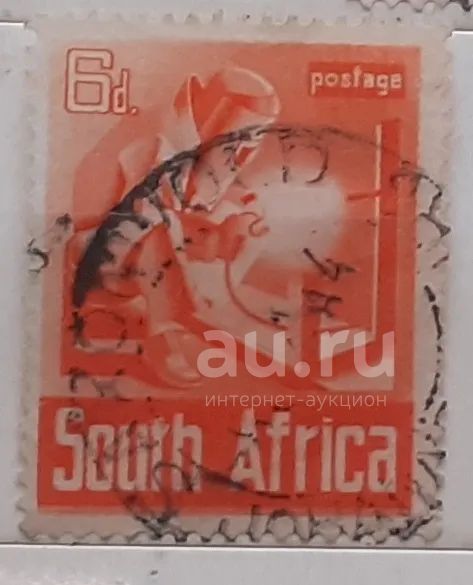 6d.
postage
au.ru
интернет-аукцион
South Africa